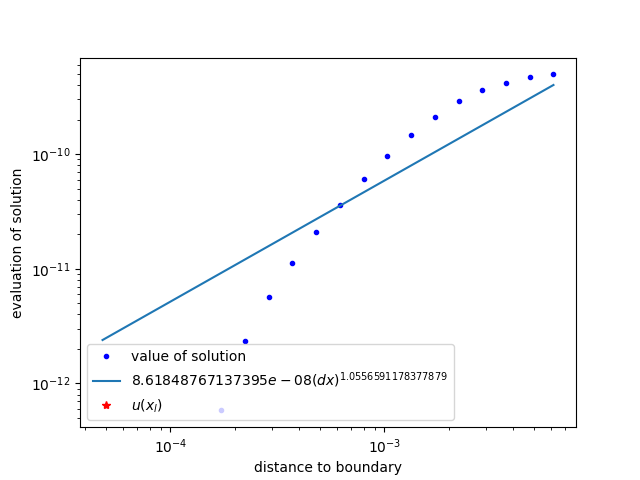 evaluation of solution
10⁻¹⁰
10⁻¹¹
10⁻¹²
value of solution
8.61848767137395e − 08(dx)^1.0556591178377879
u(x_l)
10⁻⁴ 10⁻³
distance to boundary